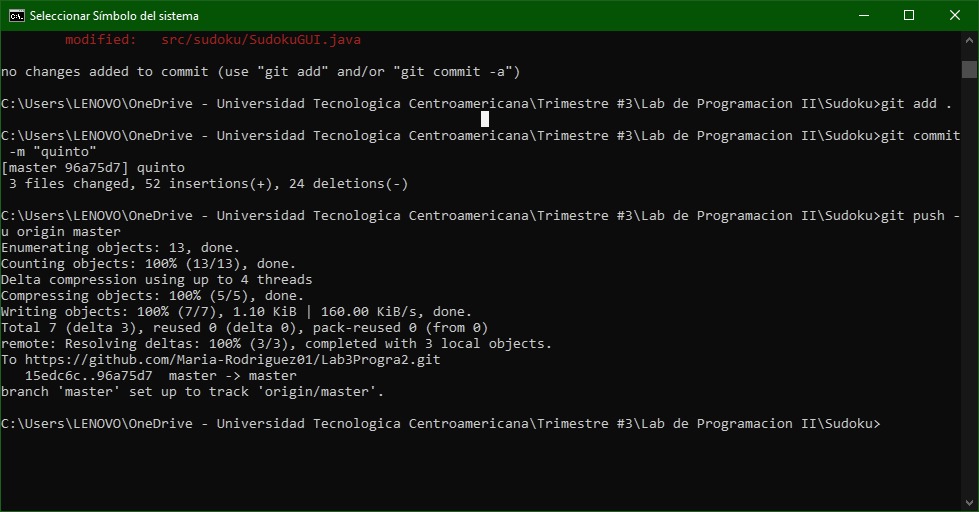 Seleccionar Símbolo del sistema
modified:   src/sudoku/SudokuGUI.java
no changes added to commit (use "git add" and/or "git commit -a")
C:\Users\LENOVO\OneDrive - Universidad Tecnologica Centroamericana\Trimestre #3\Lab de Programacion II\Sudoku>git add .
C:\Users\LENOVO\OneDrive - Universidad Tecnologica Centroamericana\Trimestre #3\Lab de Programacion II\Sudoku>git commit
 -m "quinto"
[master 96a75d7] quinto
 3 files changed, 52 insertions(+), 24 deletions(-)
C:\Users\LENOVO\OneDrive - Universidad Tecnologica Centroamericana\Trimestre #3\Lab de Programacion II\Sudoku>git push -
u origin master
Enumerating objects: 13, done.
Counting objects: 100% (13/13), done.
Delta compression using up to 4 threads
Compressing objects: 100% (5/5), done.
Writing objects: 100% (7/7), 1.10 KiB | 160.00 KiB/s, done.
Total 7 (delta 3), reused 0 (delta 0), pack-reused 0 (from 0)
remote: Resolving deltas: 100% (3/3), completed with 3 local objects.
To https://github.com/Maria-Rodriguez01/Lab3Progra2.git
   15edc6c..96a75d7  master -> master
branch 'master' set up to track 'origin/master'.
C:\Users\LENOVO\OneDrive - Universidad Tecnologica Centroamericana\Trimestre #3\Lab de Programacion II\Sudoku>